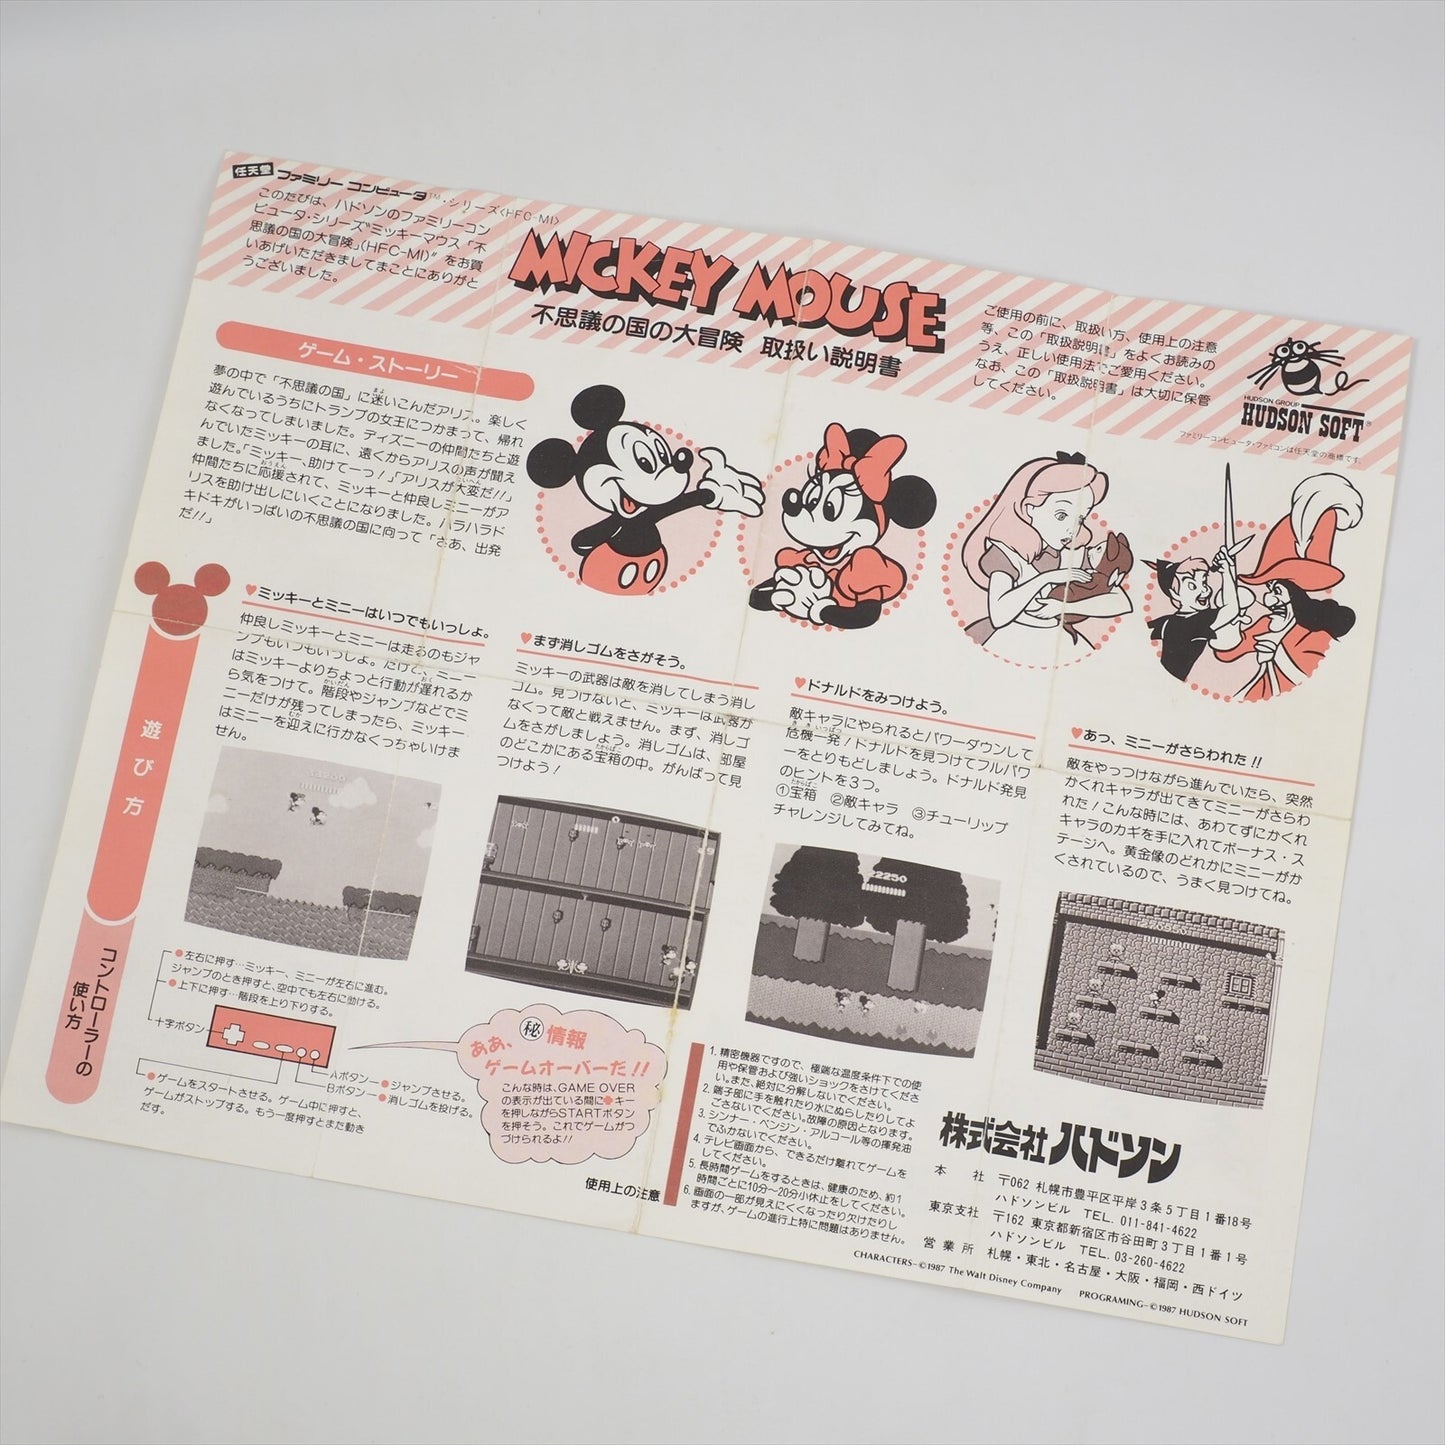 任天堂 ファミリー コンピュータ™・シリーズ〈HFC-MI〉
このたびは、ハドソンのファミリーコン
ピュータ・シリーズ"ミッキーマウス「不
思議の国の大冒険」(HFC-MI)"をお買
いあげいただきましてまことにありがと
うございました。
MICKEY MOUSE
不思議の国の大冒険 取扱い説明書
ご使用の前に、取扱い方、使用上の注意
等、この「取扱説明書」をよくお読みの
うえ、正しい使用法でご愛用ください。
なお、この「取扱説明書」は大切に保管
してください。
HUDSON GROUP
HUDSON SOFT®
ファミリーコンピュータ・ファミコンは任天堂の商標です。
ゲーム・ストーリー
夢の中で「不思議の国」に迷いこんだアリス。楽しく
遊んでいるうちにトランプの女王につかまって、帰れ
なくなってしまいました。ディズニーの仲間たちと遊
んでいたミッキーの耳に、遠くからアリスの声が聞え
ました。「ミッキー、助けてーっ!」「アリスが大変だ!!」
仲間たちに応援されて、ミッキーと仲良しミニーがア
リスを助け出しにいくことになりました。ハラハラド
キドキがいっぱいの不思議の国に向って「さあ、出発
だ!!」
遊び方
♥ミッキーとミニーはいつでもいっしょ。
仲良しミッキーとミニーは走るのもジャ
ンプもいつもいっしょ。だけど、ミニー
はミッキーよりちょっと行動が遅れるか
ら気をつけて。階段やジャンプなどでミ
ニーだけが残ってしまったら、ミッキー
はミニーを迎えに行かなくっちゃいけま
せん。
♥まず消しゴムをさがそう。
ミッキーの武器は敵を消してしまう消し
ゴム。見つけないと、ミッキーは武器が
なくって敵と戦えません。まず、消しゴ
ムをさがしましょう。消しゴムは、部屋
のどこかにある宝箱の中。がんばって見
つけよう!
♥ドナルドをみつけよう。
敵キャラにやられるとパワーダウンして
危機一発!ドナルドを見つけてフルパワ
ーをとりもどしましょう。ドナルド発見
のヒントを3つ。
①宝箱 ②敵キャラ ③チューリップ
チャレンジしてみてね。
22250
♥あっ、ミニーがさらわれた!!
敵をやっつけながら進んでいたら、突然
かくれキャラが出てきてミニーがさらわ
れた!こんな時には、あわてずにかくれ
キャラのカギを手に入れてボーナス・ス
テージへ。黄金像のどれかにミニーがか
くされているので、うまく見つけてね。
コントローラーの
使い方
●左右に押す…ミッキー、ミニーが左右に進む。
ジャンプのとき押すと、空中でも左右に動ける。
●上下に押す…階段を上り下りする。
十字ボタン
Aボタン—●ジャンプさせる。
Bボタン—●消しゴムを投げる。
●ゲームをスタートさせる。ゲーム中に押すと、
ゲームがストップする。もう一度押すとまた動き
だす。
㊙情報
ああ、
ゲームオーバーだ!!
こんな時は、GAME OVER
の表示が出ている間に✚キー
を押しながらSTARTボタン
を押そう。これでゲームがつ
づけられるよ!!
使用上の注意
1. 精密機器ですので、極端な温度条件下での使
用や保管および強いショックをさけてくださ
い。また、絶対に分解しないでください。
2. 端子部に手を触れたり水にぬらしたりしてよ
ごさないでください。故障の原因となります。
3. シンナー・ベンジン・アルコール等の揮発油
でふかないでください。
4. テレビ画面から、できるだけ離れてゲームを
してください。
5. 長時間ゲームをするときは、健康のため、約1
時間ごとに10分〜20分小休止をしてください。
6. 画面の一部が見えにくくなったり欠けたりし
ますが、ゲームの進行上特に問題はありません。
株式会社ハドソン
本社 〒062 札幌市豊平区平岸3条5丁目1番18号
ハドソンビル TEL. 011-841-4622
東京支社 〒162 東京都新宿区市谷田町3丁目1番1号
ハドソンビル TEL. 03-260-4622
営業所 札幌・東北・名古屋・大阪・福岡・西ドイツ
CHARACTERS-©1987 The Walt Disney Company PROGRAMING-©1987 HUDSON SOFT